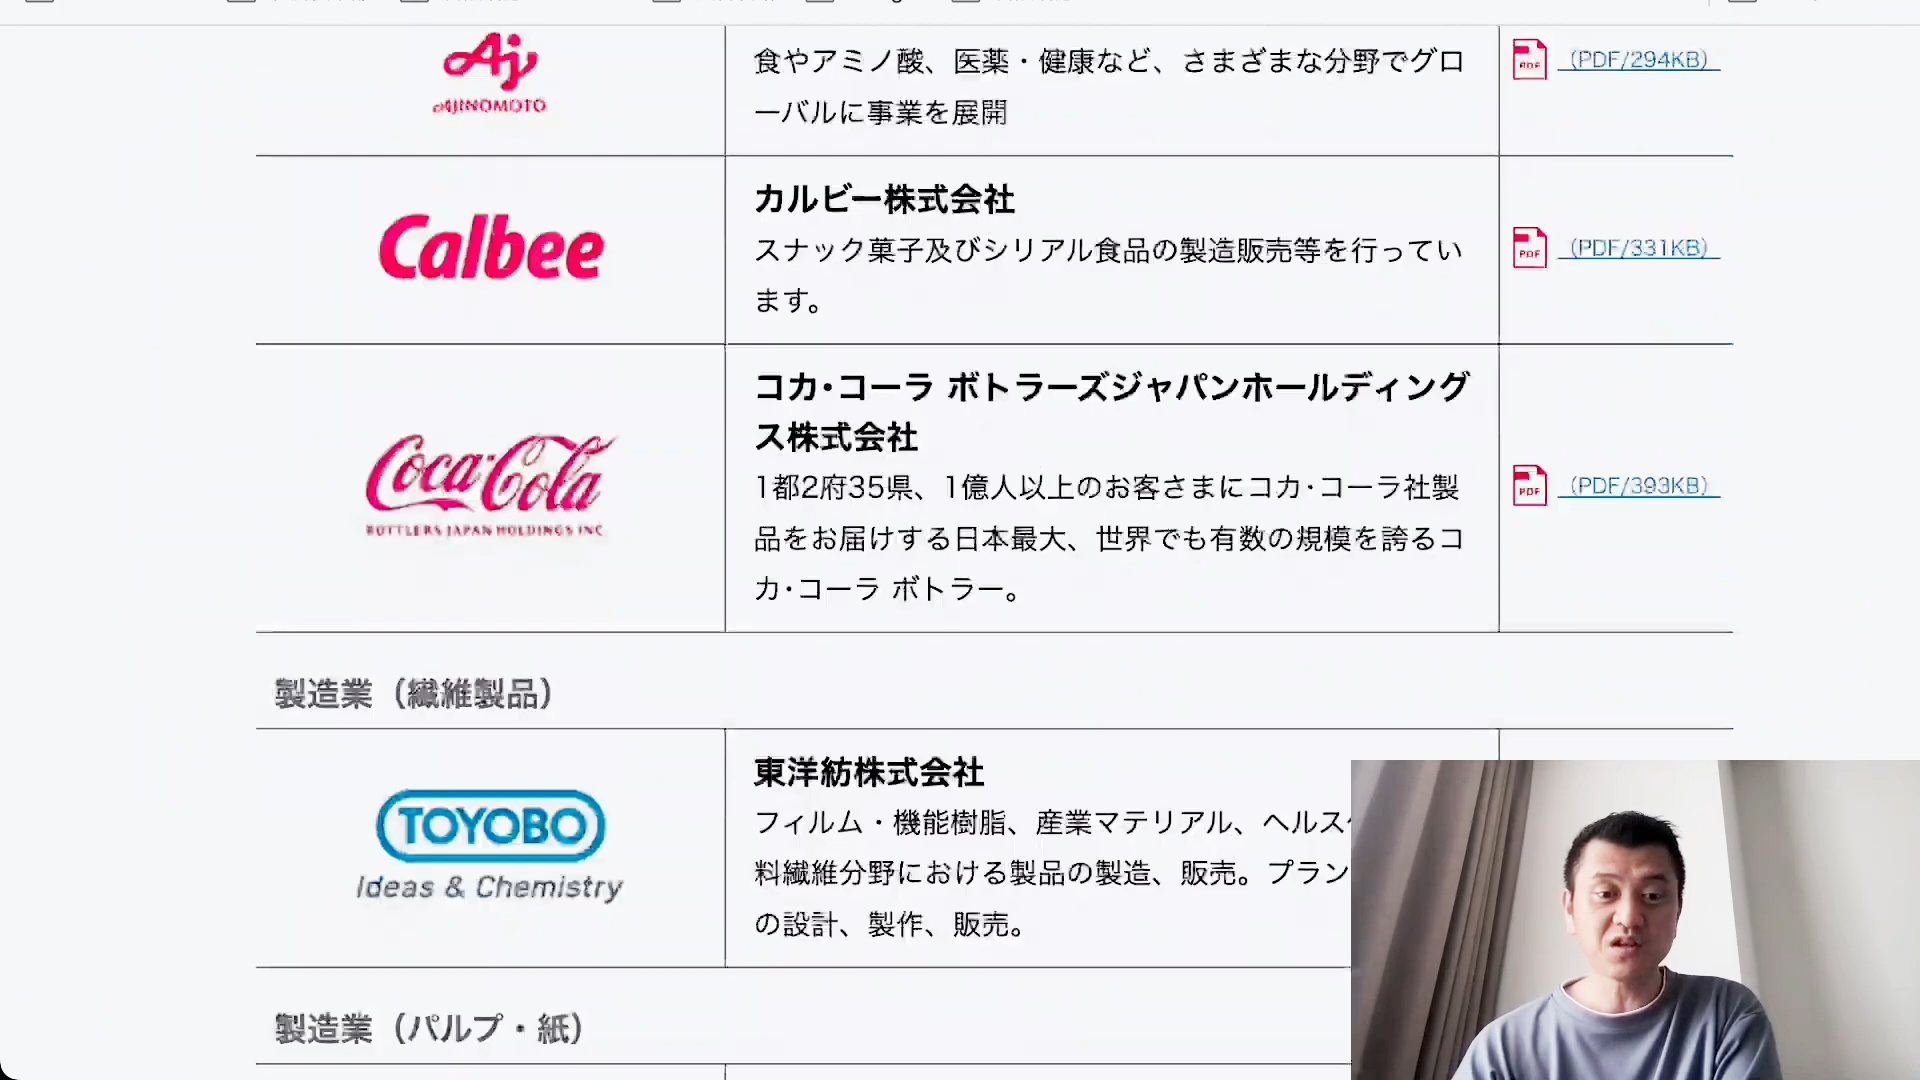 Aj
AJINOMOTO
食やアミノ酸、医薬・健康など、さまざまな分野でグロ
ーバルに事業を展開
PDF (PDF/294KB)
Calbee
カルビー株式会社
スナック菓子及びシリアル食品の製造販売等を行ってい
ます。
PDF (PDF/331KB)
Coca-Cola
BOTTLERS JAPAN HOLDINGS INC.
コカ・コーラ ボトラーズジャパンホールディング
ス株式会社
1都2府35県、1億人以上のお客さまにコカ・コーラ社製
品をお届けする日本最大、世界でも有数の規模を誇るコ
カ・コーラ ボトラー。
PDF (PDF/393KB)
製造業（繊維製品）
TOYOBO
Ideas & Chemistry
東洋紡株式会社
フィルム・機能樹脂、産業マテリアル、ヘルス
料繊維分野における製品の製造、販売。プラン
の設計、製作、販売。
製造業（パルプ・紙）